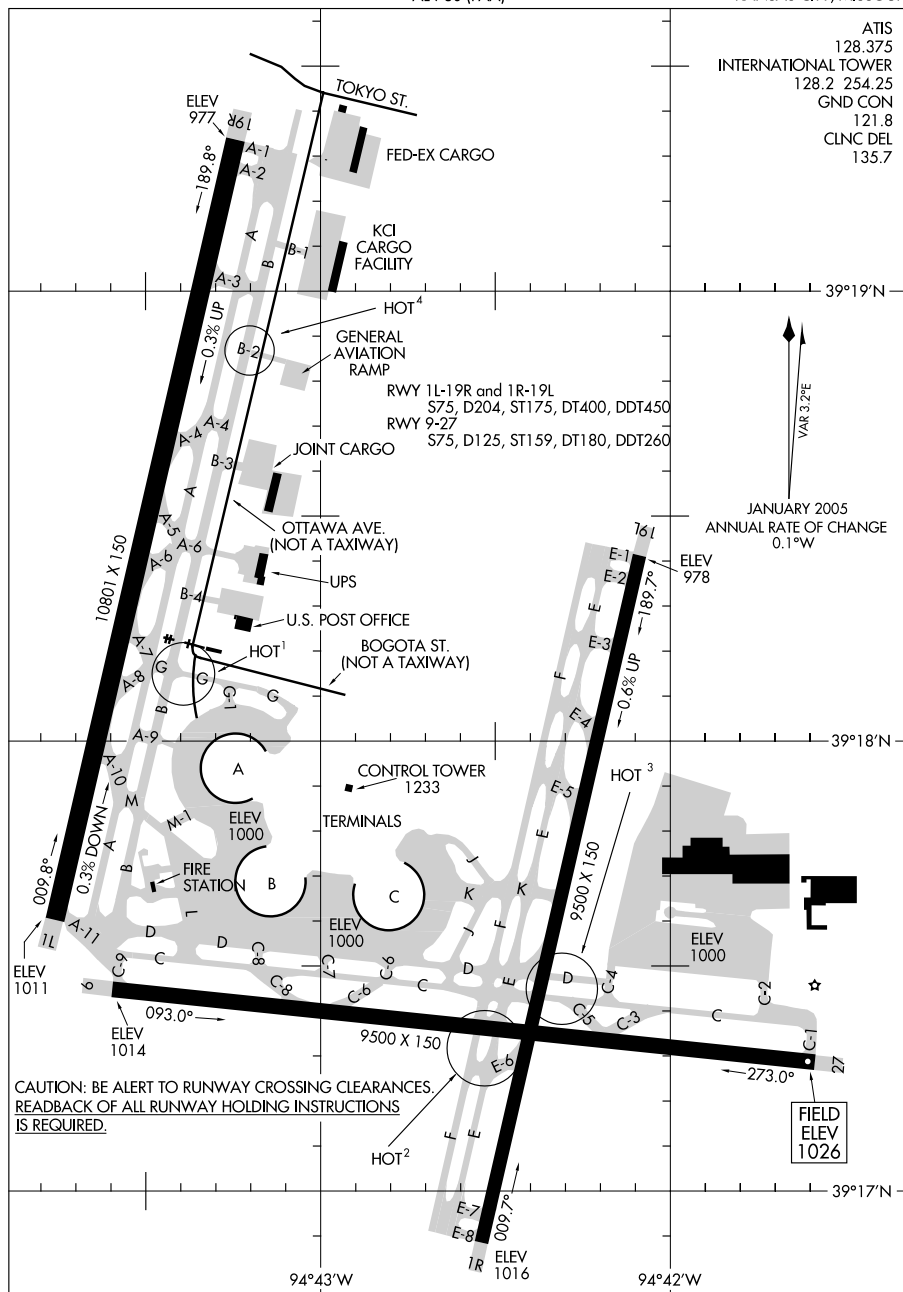 ATIS
128.375
INTERNATIONAL TOWER
128.2 254.25
GND CON
121.8
CLNC DEL
135.7
TOKYO ST.
ELEV
977
19R
A-1
A-2
FED-EX CARGO
189.8°
A
B
B-1
KCI
CARGO
FACILITY
A-3
39°19'N
HOT⁴
0.3% UP
B-2
GENERAL
AVIATION
RAMP
VAR 3.2°E
RWY 1L-19R and 1R-19L
S75, D204, ST175, DT400, DDT450
RWY 9-27
S75, D125, ST159, DT180, DDT260
A-4
A-4
B-3
JOINT CARGO
A
JANUARY 2005
ANNUAL RATE OF CHANGE
0.1°W
A-5
OTTAWA AVE.
(NOT A TAXIWAY)
19L
A-6
A-6
E-1
ELEV
978
UPS
E-2
10801 X 150
189.7°
B-4
E
U.S. POST OFFICE
E-3
A-7
HOT¹
BOGOTA ST.
(NOT A TAXIWAY)
G
G
G-1
G
A-8
F
0.6% UP
B
E-4
A-9
39°18'N
A-10
A
CONTROL TOWER
1233
HOT ³
M
E-5
M-1
ELEV
1000
TERMINALS
0.3% DOWN
A
E
B
FIRE
STATION
B
C
J
K
K
9500 X 150
009.8°
L
A-11
D
D
ELEV
1000
J
F
ELEV
1000
1L
C
C-8
C-7
C-6
D
E
D
C-4
C-2
ELEV
1011
C-9
C-8
C-6
C
C-5
C-3
C
9
093.0°
C-1
ELEV
1014
9500 X 150
E-6
27
273.0°
CAUTION: BE ALERT TO RUNWAY CROSSING CLEARANCES.
READBACK OF ALL RUNWAY HOLDING INSTRUCTIONS
IS REQUIRED.
FIELD
ELEV
1026
F
E
HOT²
39°17'N
E-7
009.7°
E-8
1R
ELEV
1016
94°43'W
94°42'W